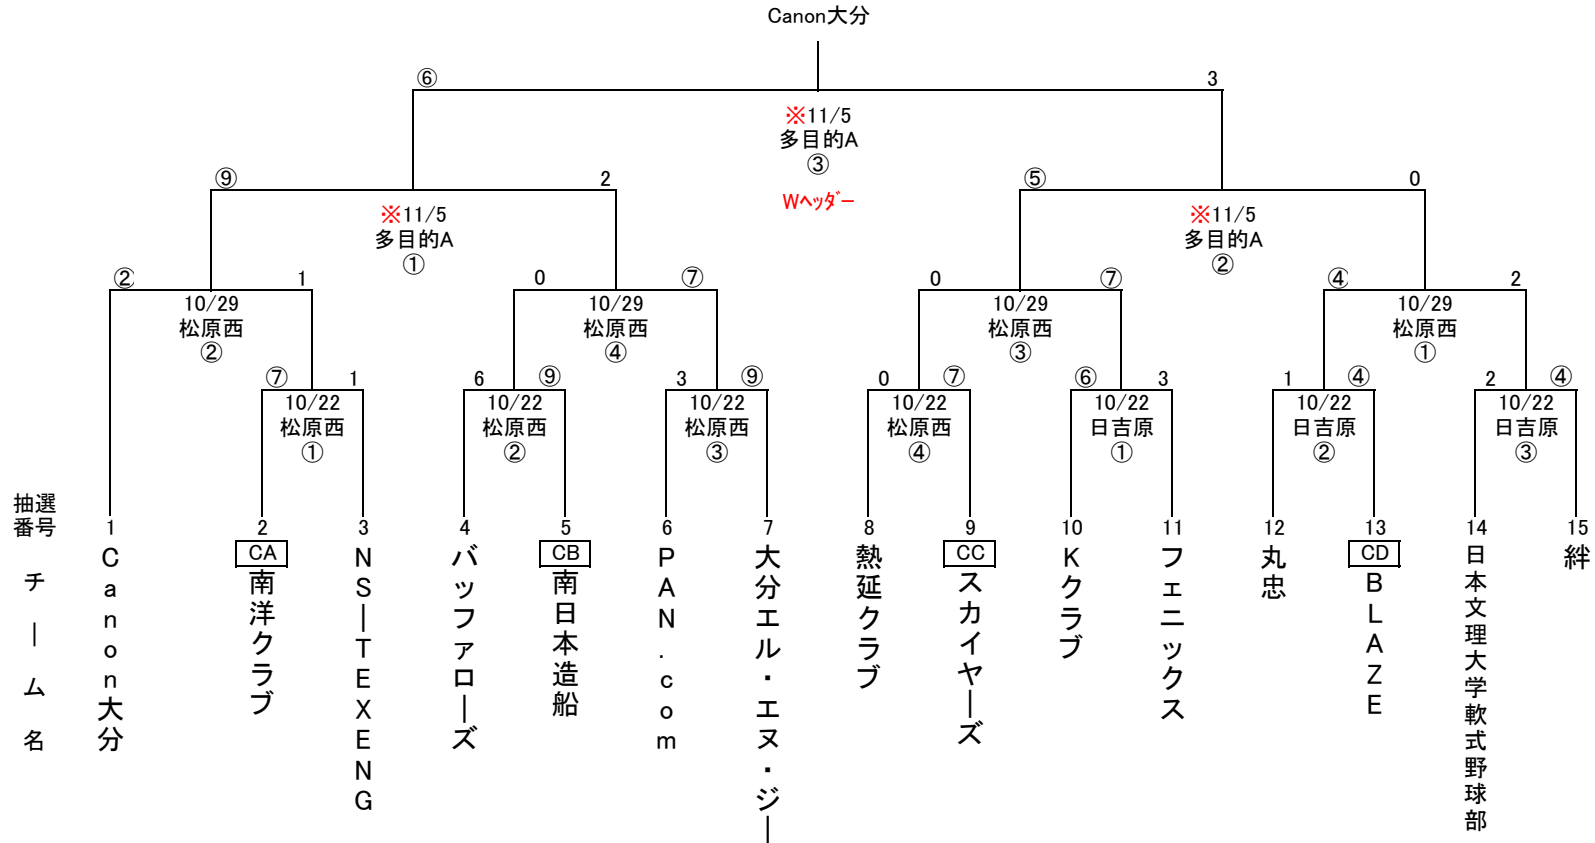 Canon大分
⑥ 3
※11/5
多目的A
③
Wヘッダー
⑨ 2 ⑤ 0
※11/5 ※11/5
多目的A 多目的A
① ②
② 1 0 ⑦ 0 ⑦ ④ 2
10/29 10/29 10/29 10/29
松原西 松原西 松原西 松原西
② ④ ③ ①
⑦ 1 6 ⑨ 3 ⑨ 0 ⑦ ⑥ 3 1 ④ 2 ④
10/22 10/22 10/22 10/22 10/22 10/22 10/22
松原西 松原西 松原西 松原西 日吉原 日吉原 日吉原
① ② ③ ④ ① ② ③
抽選
番号 1 2 3 4 5 6 7 8 9 10 11 12 13 14 15
CA CB CC CD
チーム名
Canon大分
南洋クラブ
NSーTEXENG
バッファローズ
南日本造船
PAN.com
大分エル・エヌ・ジー
熱延クラブ
スカイヤーズ
Kクラブ
フェニックス
丸忠
BLAZE
日本文理大学軟式野球部
絆